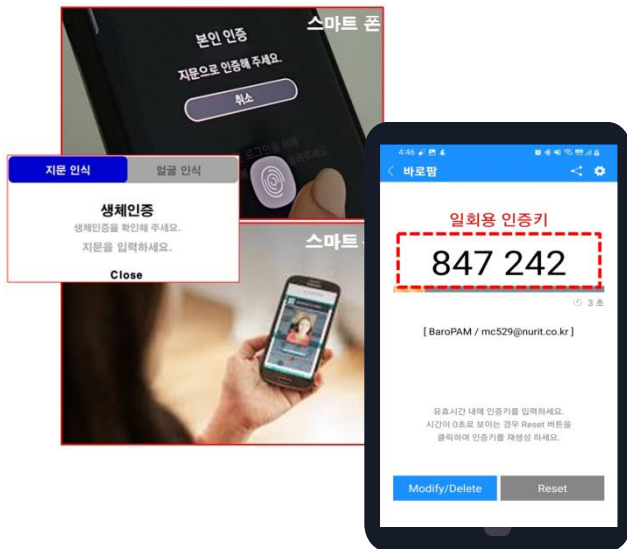 스마트 폰
본인 인증
지문으로 인증해 주세요.
취소
지문 인식 얼굴 인식
생체인증
생체인증을 확인해 주세요.
지문을 입력하세요.
Close
스마트
4:46
바로팜
일회용 인증키
847 242
3 초
[ BaroPAM / mc529@nurit.co.kr ]
유효시간 내에 인증키를 입력하세요.
시간이 0초로 보이는 경우 Reset 버튼을
클릭하여 인증키를 재생성 하세요.
Modify/Delete Reset